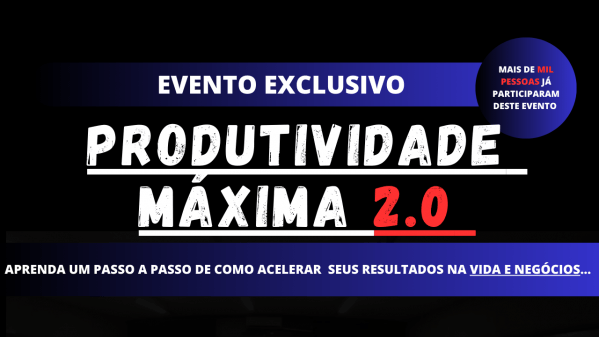 EVENTO EXCLUSIVO
MAIS DE MIL
PESSOAS JÁ
PARTICIPARAM
DESTE EVENTO
PRODUTIVIDADE
MÁXIMA 2.0
APRENDA UM PASSO A PASSO DE COMO ACELERAR SEUS RESULTADOS NA VIDA E NEGÓCIOS...